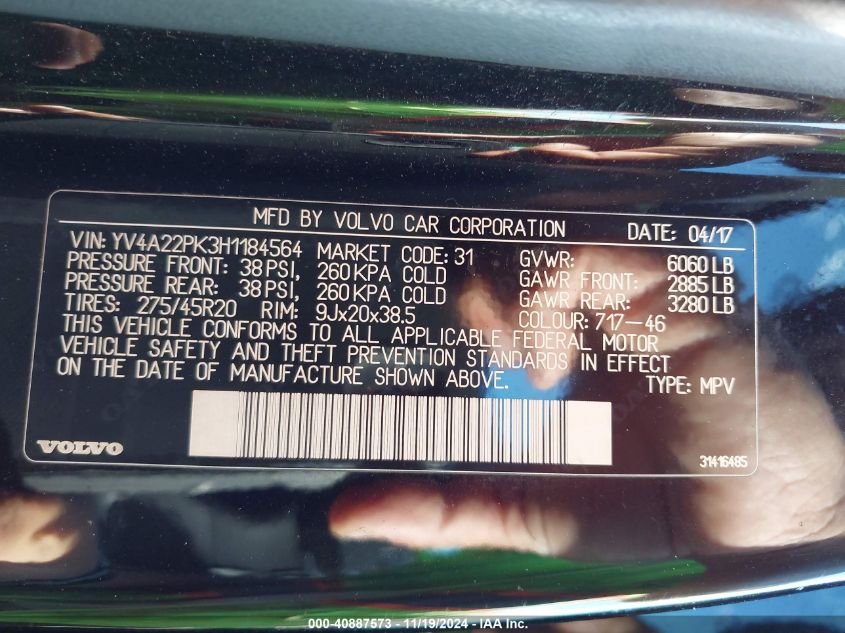 MFD BY VOLVO CAR CORPORATION DATE: 04/17
VIN: YV4A22PK3H1184564 MARKET CODE: 31 GVWR: 6060 LB
PRESSURE FRONT: 38 PSI, 260 KPA COLD GAWR FRONT: 2885 LB
PRESSURE REAR: 38 PSI, 260 KPA COLD GAWR REAR: 3280 LB
TIRES: 275/45R20 RIM: 9Jx20x38.5 COLOUR: 717-46
THIS VEHICLE CONFORMS TO ALL APPLICABLE FEDERAL MOTOR
VEHICLE SAFETY AND THEFT PREVENTION STANDARDS IN EFFECT
ON THE DATE OF MANUFACTURE SHOWN ABOVE. TYPE: MPV
VOLVO 31416485
000-40887573 - 11/19/2024 - IAA Inc.